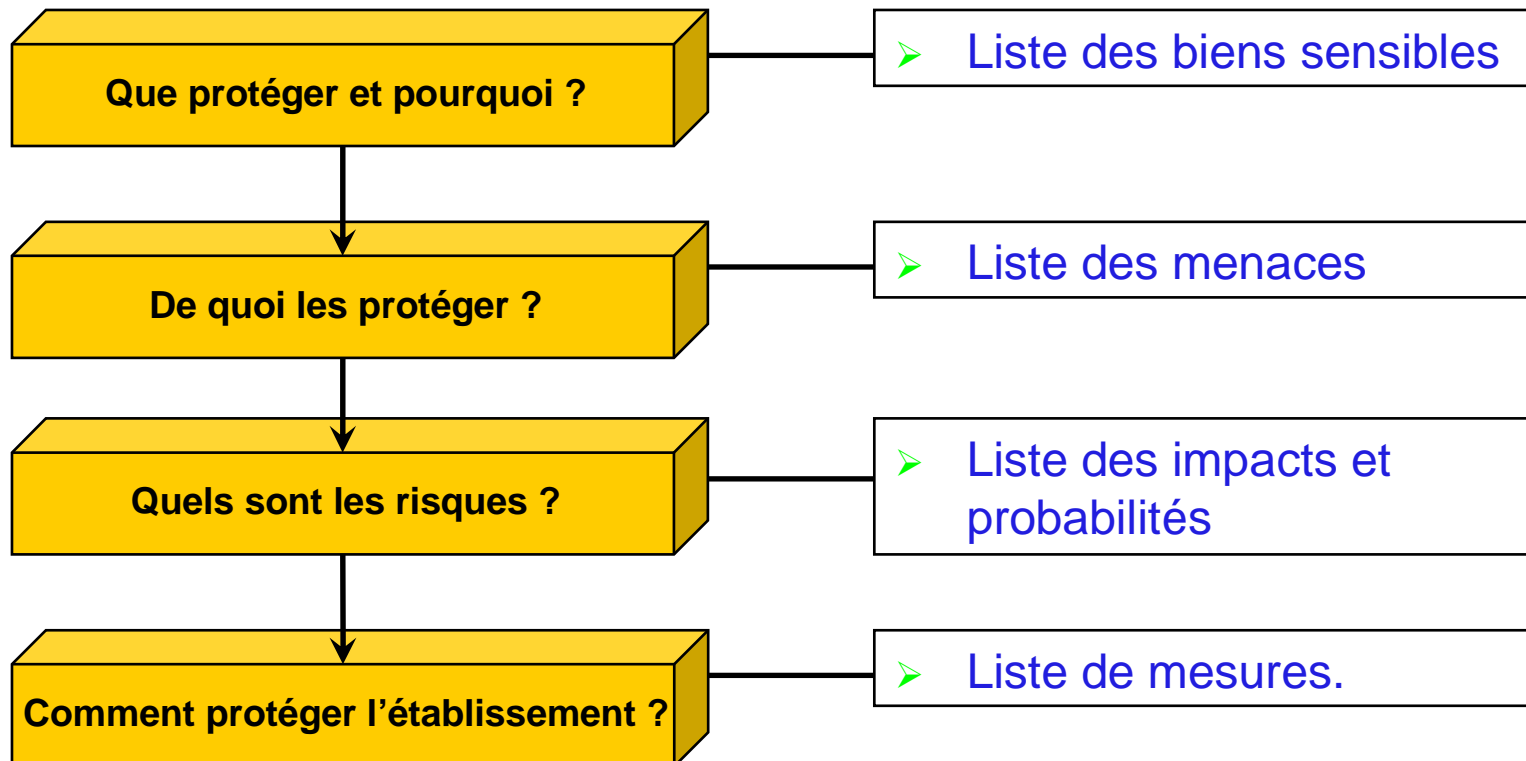 Que protéger et pourquoi ?
Liste des biens sensibles
De quoi les protéger ?
Liste des menaces
Quels sont les risques ?
Liste des impacts et
probabilités
Comment protéger l’établissement ?
Liste de mesures.